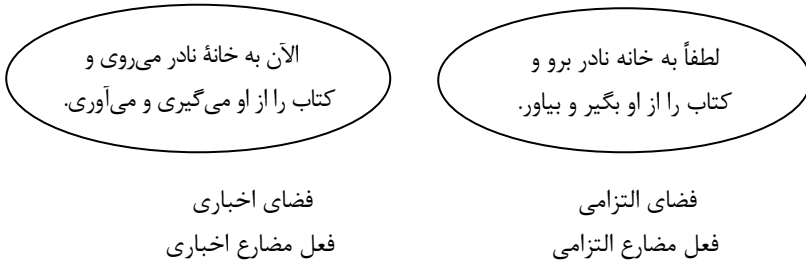 لطفاً به خانه نادر برو و
کتاب را از او بگیر و بیاور.
الآن به خانۀ نادر می‌روی و
کتاب را از او می‌گیری و می‌آوری.
فضای التزامی
فعل مضارع التزامی
فضای اخباری
فعل مضارع اخباری